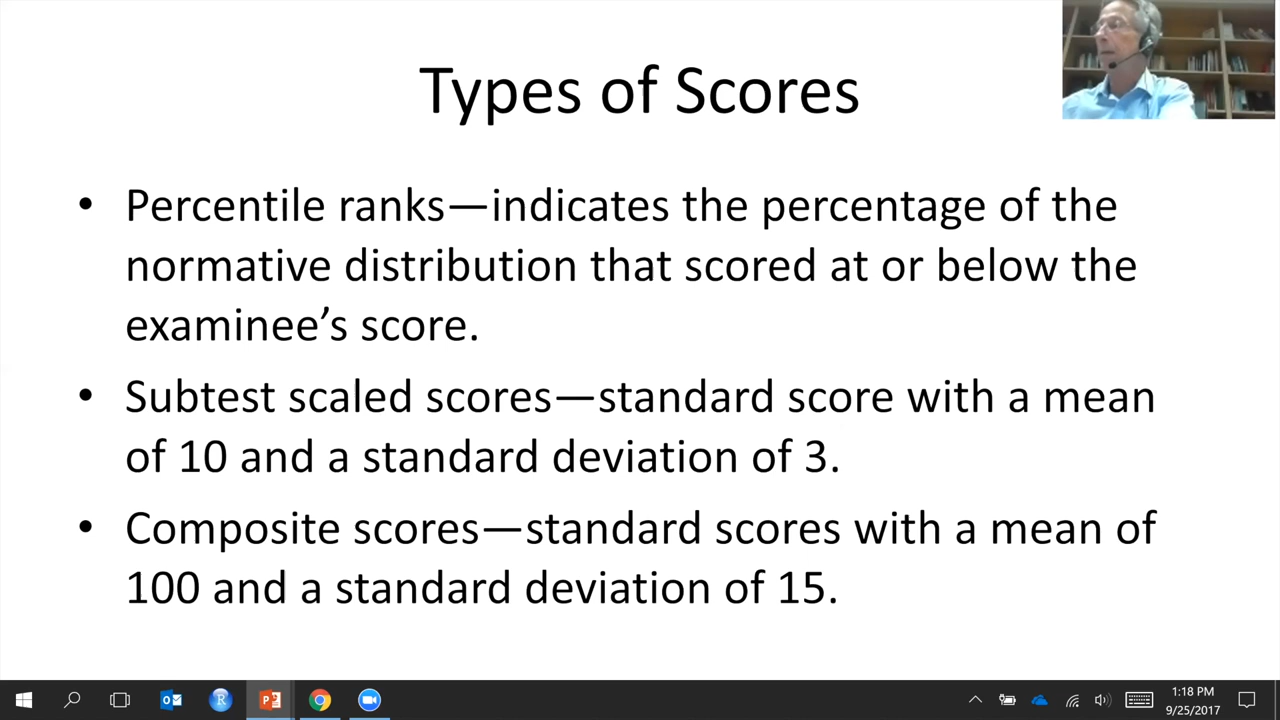 Types of Scores
• Percentile ranks—indicates the percentage of the
normative distribution that scored at or below the
examinee’s score.
• Subtest scaled scores—standard score with a mean
of 10 and a standard deviation of 3.
• Composite scores—standard scores with a mean of
100 and a standard deviation of 15.
1:18 PM
9/25/2017